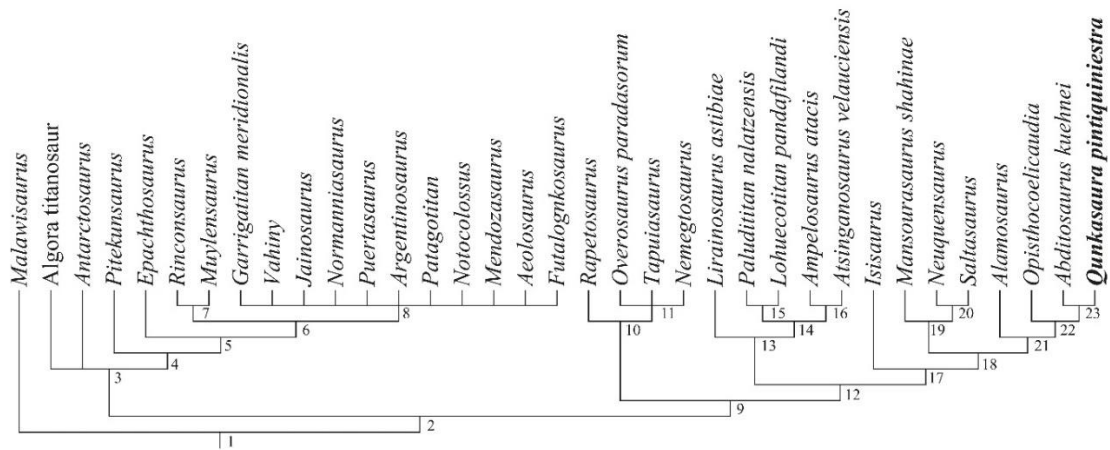 Malawisaurus
Algora titanosaur
Antarctosaurus
Pitekunsaurus
Epachthosaurus
Rinconsaurus
Muylensaurus
Garrigatitan meridionalis
Vahiny
Jainosaurus
Normanniasaurus
Puertasaurus
Argentinosaurus
Patagotitan
Notocolossus
Mendozasaurus
Aeolosaurus
Futalognkosaurus
Rapetosaurus
Overosaurus paradasorum
Tapuiasaurus
Nemegtosaurus
Lirainosaurus astibiae
Paludititan nalatzensis
Lohuecotitan pandafilandi
Ampelosaurus atacis
Atsinganosaurus velauciensis
Isisaurus
Mansourasaurus shahinae
Neuquensaurus
Saltasaurus
Alamosaurus
Opisthocoelicaudia
Abditosaurus kuehnei
Qunkasaura pintiquiniestra
7
8
15
16
20
23
6
10
11
14
19
22
5
13
21
4
3
18
17
12
9
2
1